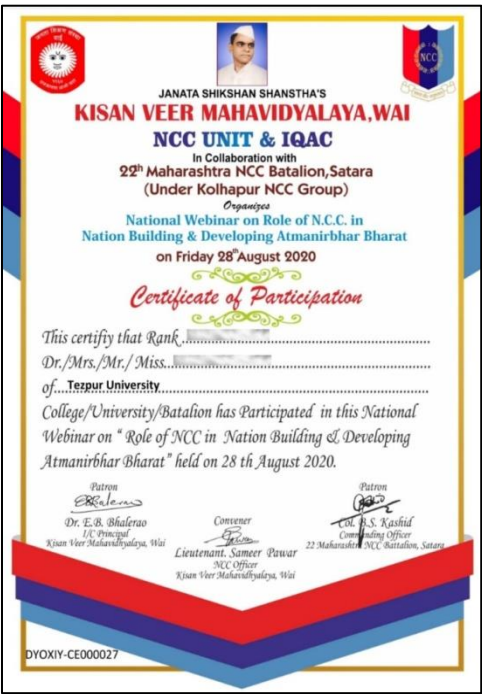 NCC
JANATA SHIKSHAN SHANSTHA'S
KISAN VEER MAHAVIDYALAYA,WAI
NCC UNIT & IQAC
In Collaboration with
22th Maharashtra NCC Batalion,Satara
(Under Kolhapur NCC Group)
Organizes
National Webinar on Role of N.C.C. in
Nation Building & Developing Atmanirbhar Bharat
on Friday 28th August 2020
Certificate of Participation
This certifiy that Rank
Dr./Mrs./Mr./ Miss
of Tezpur University
College/University/Batalion has Participated in this National
Webinar on “ Role of NCC in Nation Building & Developing
Atmanirbhar Bharat” held on 28 th August 2020.
Patron
Dr. E.B. Bhalerao
I/C Principal
Kisan Veer Mahavidhyalaya, Wai
Convener
Lieutenant. Sameer Pawar
NCC Officer
Kisan Veer Mahavidhyalaya, Wai
Patron
Col. B.S. Kashid
Commanding Officer
22 Maharashtra NCC Battalion, Satara
DYOXIY-CE000027